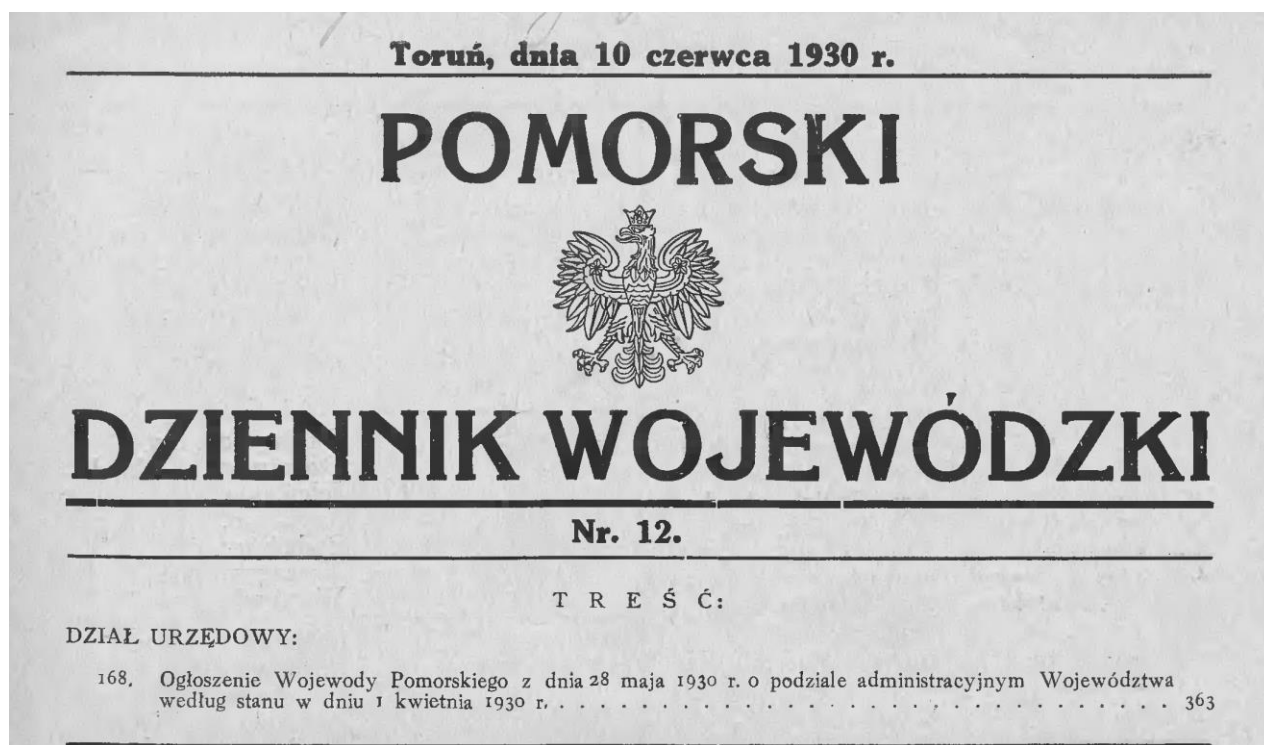 Toruń, dnia 10 czerwca 1930 r.
POMORSKI
DZIENNIK WOJEWÓDZKI
Nr. 12.
T R E Ś Ć:
DZIAŁ URZĘDOWY:
168. Ogłoszenie Wojewody Pomorskiego z dnia 28 maja 1930 r. o podziale administracyjnym Województwa
według stanu w dniu 1 kwietnia 1930 r. . . . . . . . . . . . . . . . . . . . . . . . . . . . . . 363